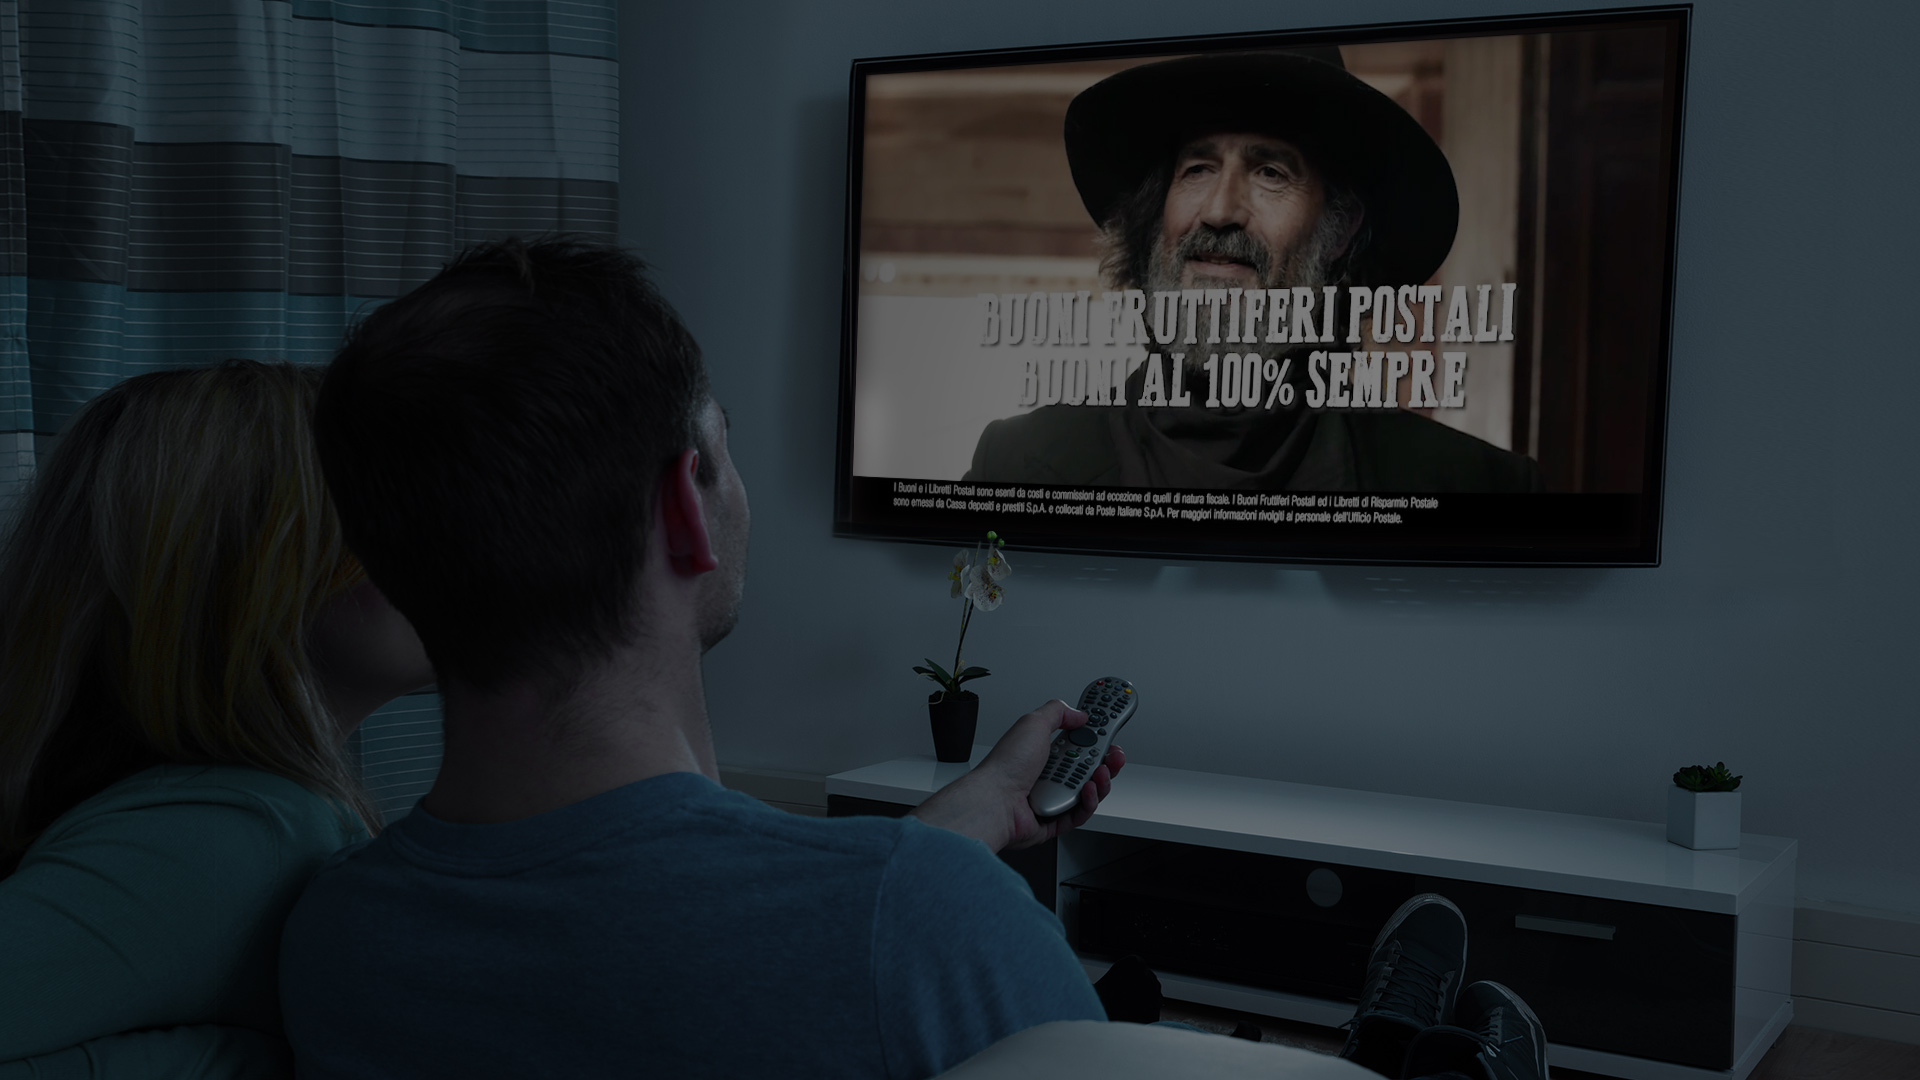 BUONI FRUTTIFERI POSTALI
BUONI AL 100% SEMPRE
I Buoni e i Libretti Postali sono esenti da costi e commissioni ad eccezione di quelli di natura fiscale. I Buoni Fruttiferi Postali ed i Libretti di Risparmio Postale
sono emessi da Cassa depositi e prestiti S.p.A. e collocati da Poste Italiane S.p.A. Per maggiori informazioni rivolgiti al personale dell'Ufficio Postale.